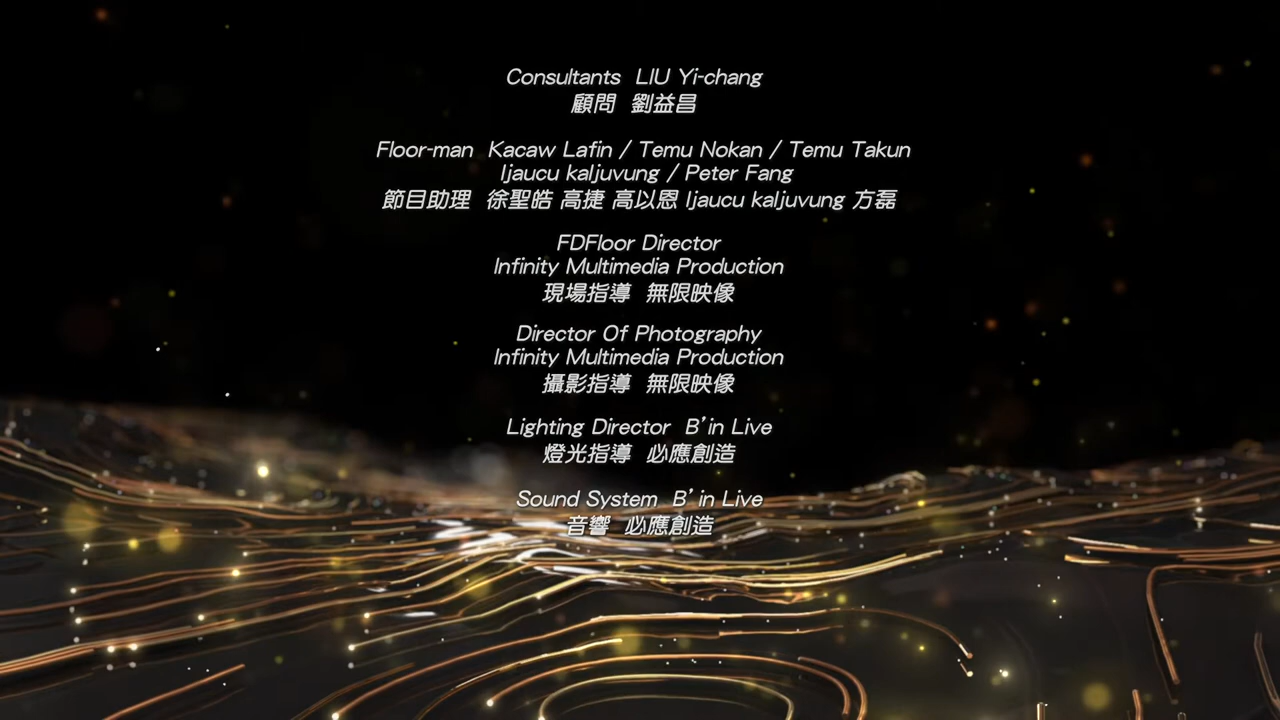 Consultants LIU Yi-chang
顧問 劉益昌
Floor-man Kacaw Lafin / Temu Nokan / Temu Takun
ljaucu kaljuvung / Peter Fang
節目助理 徐聖皓 高捷 高以恩 ljaucu kaljuvung 方磊
FDFloor Director
Infinity Multimedia Production
現場指導 無限映像
Director Of Photography
Infinity Multimedia Production
攝影指導 無限映像
Lighting Director B'in Live
燈光指導 必應創造
Sound System B' in Live
音響 必應創造